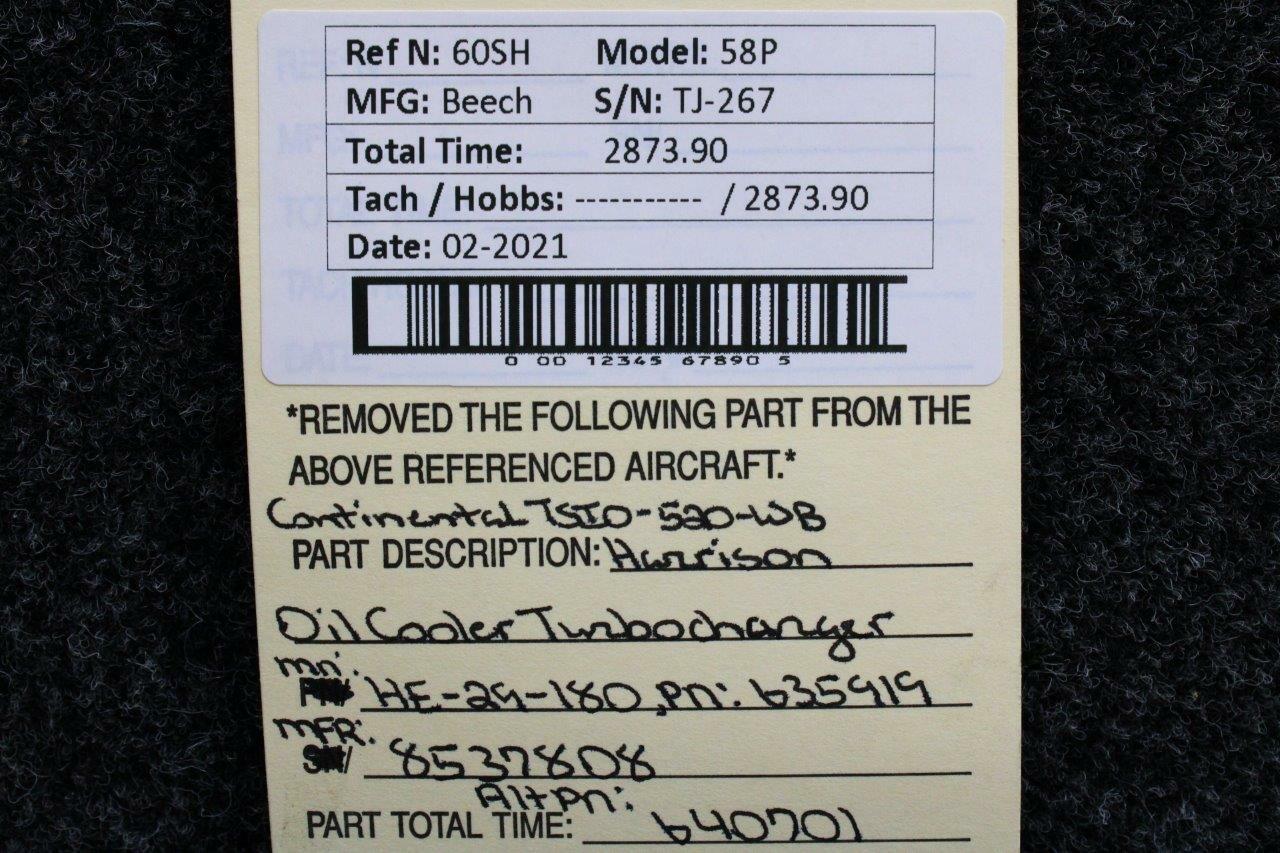 Ref N: 60SH Model: 58P
MFG: Beech S/N: TJ-267
Total Time: 2873.90
Tach / Hobbs: ----------- / 2873.90
Date: 02-2021
0 00 12345 67890 5
*REMOVED THE FOLLOWING PART FROM THE
ABOVE REFERENCED AIRCRAFT.*
Continental TSIO-520-WB
PART DESCRIPTION: Harrison
Oil Cooler Turbocharger
mn:
HE-29-180, PN: 635919
MFR:
8537808
Alt PN:
PART TOTAL TIME: 640701